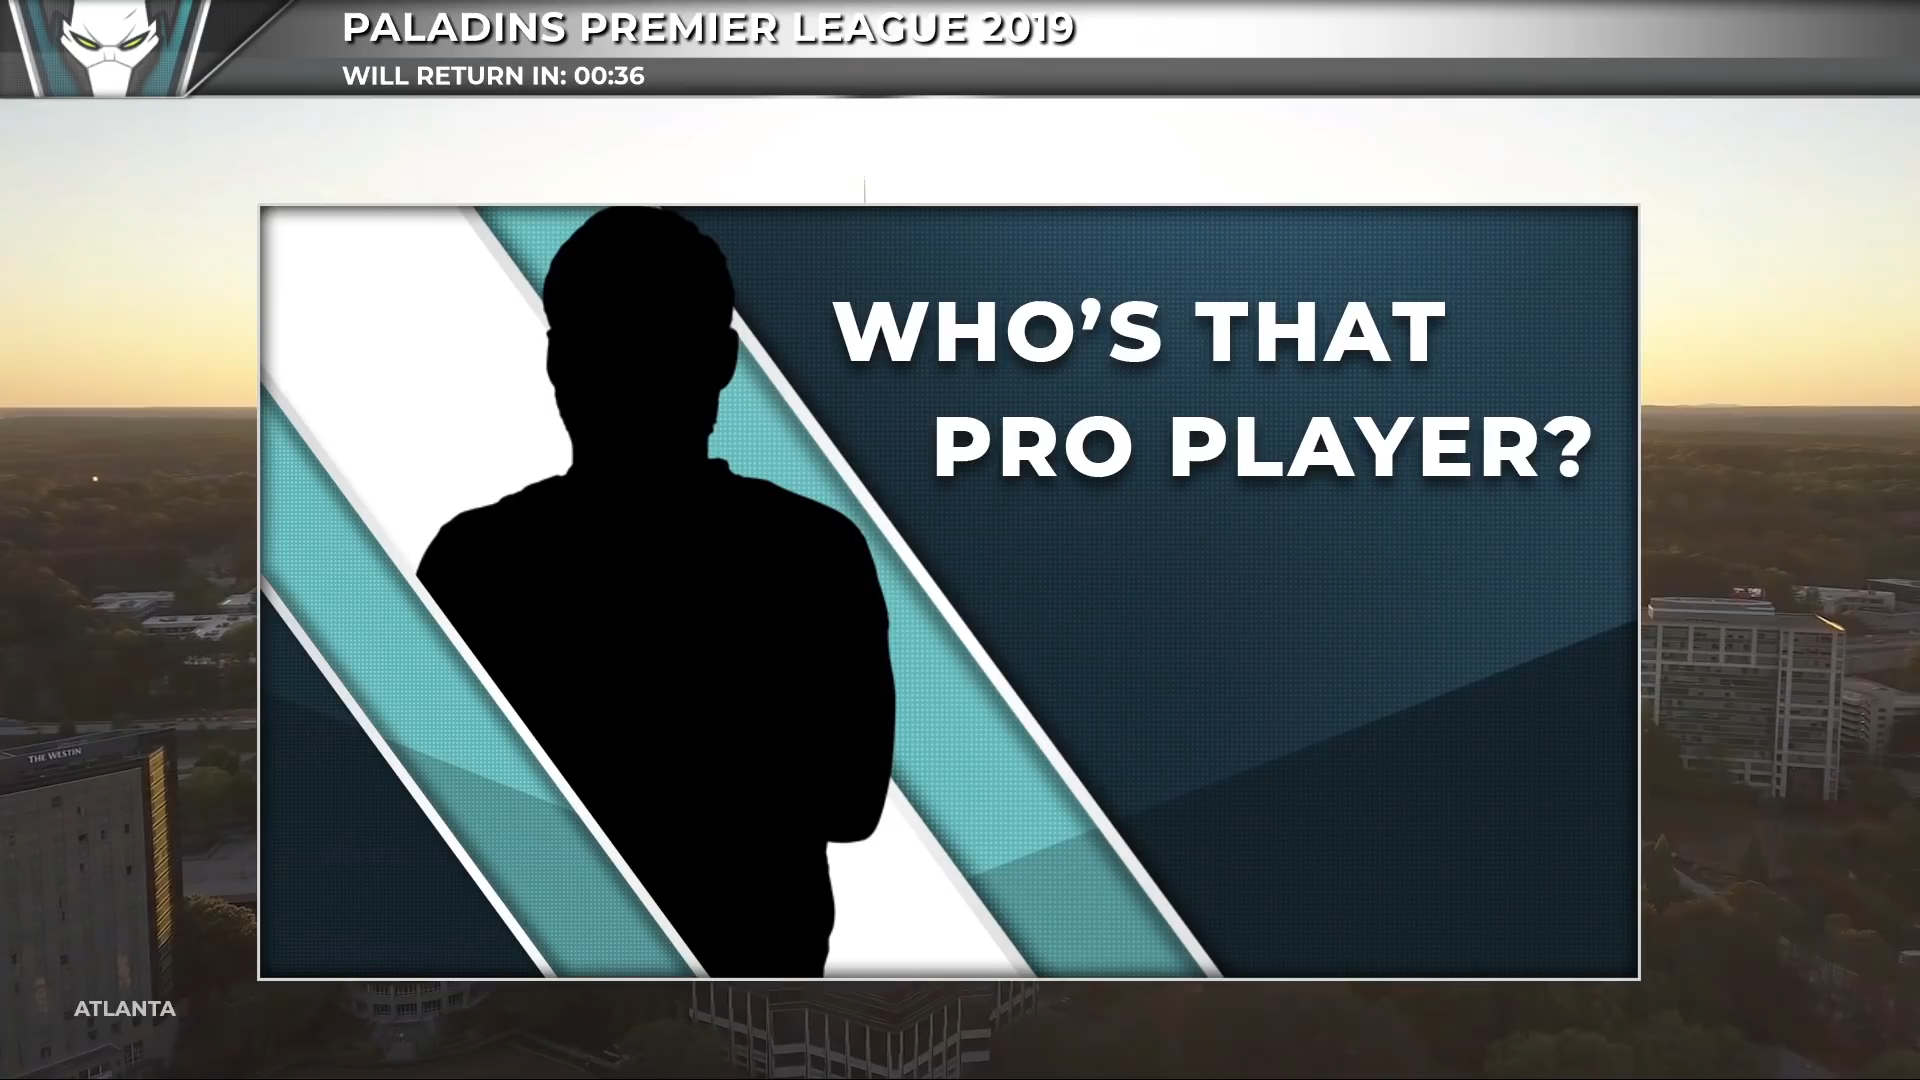 PALADINS PREMIER LEAGUE 2019
WILL RETURN IN: 00:36
WHO'S THAT
PRO PLAYER?
THE WESTIN
ATLANTA